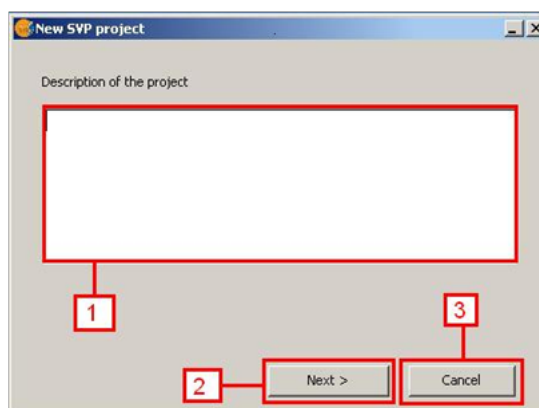 New SVP project
Description of the project
1
3
2
Next >
Cancel